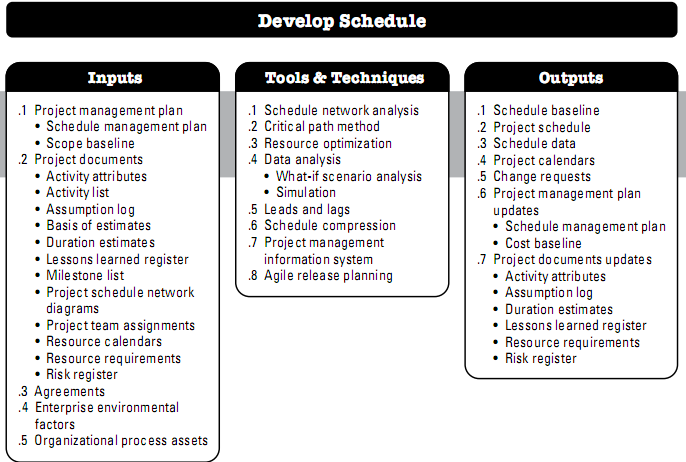 Develop Schedule
Inputs
.1 Project management plan
• Schedule management plan
• Scope baseline
.2 Project documents
• Activity attributes
• Activity list
• Assumption log
• Basis of estimates
• Duration estimates
• Lessons learned register
• Milestone list
• Project schedule network
diagrams
• Project team assignments
• Resource calendars
• Resource requirements
• Risk register
.3 Agreements
.4 Enterprise environmental
factors
.5 Organizational process assets
Tools & Techniques
.1 Schedule network analysis
.2 Critical path method
.3 Resource optimization
.4 Data analysis
• What-if scenario analysis
• Simulation
.5 Leads and lags
.6 Schedule compression
.7 Project management
information system
.8 Agile release planning
Outputs
.1 Schedule baseline
.2 Project schedule
.3 Schedule data
.4 Project calendars
.5 Change requests
.6 Project management plan
updates
• Schedule management plan
• Cost baseline
.7 Project documents updates
• Activity attributes
• Assumption log
• Duration estimates
• Lessons learned register
• Resource requirements
• Risk register